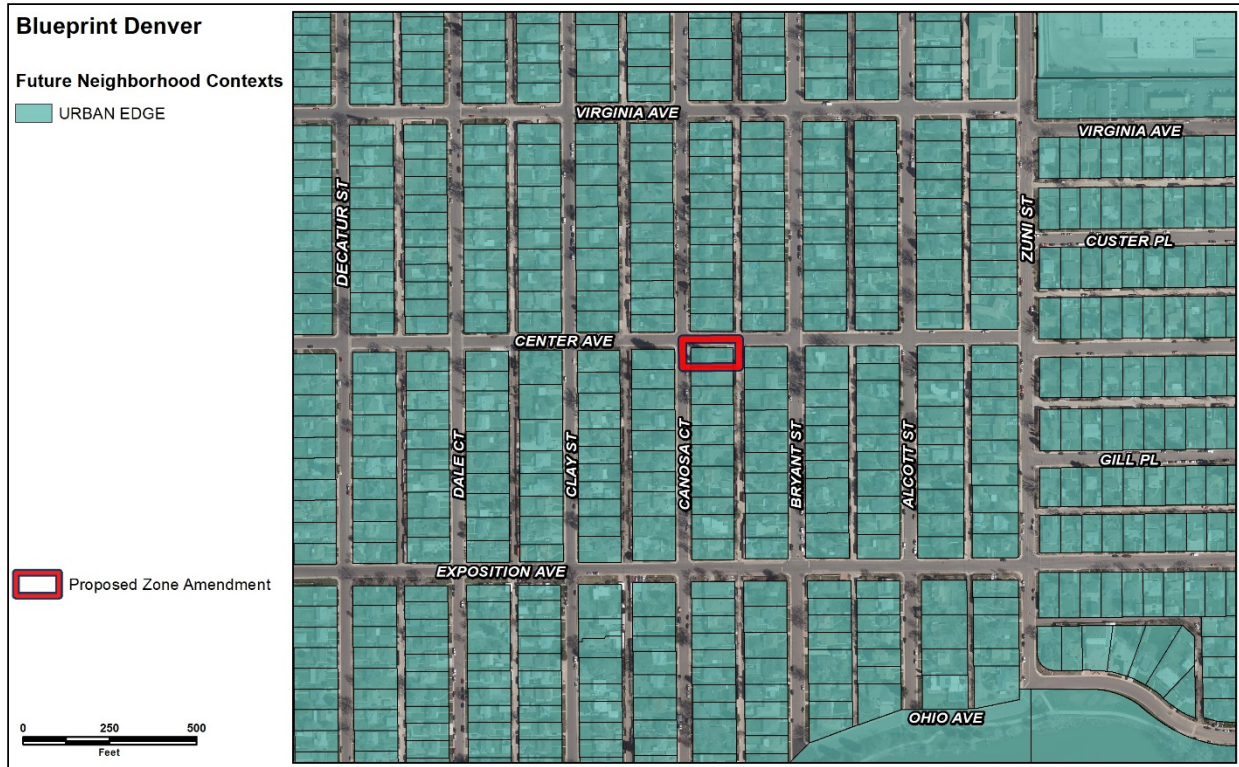 Blueprint Denver
Future Neighborhood Contexts
URBAN EDGE
Proposed Zone Amendment
0 250 500
Feet
VIRGINIA AVE
VIRGINIA AVE
DECATUR ST
ZUNI ST
CUSTER PL
CENTER AVE
DALE CT
CLAY ST
CANOSA CT
BRYANT ST
ALCOTT ST
GILL PL
EXPOSITION AVE
OHIO AVE